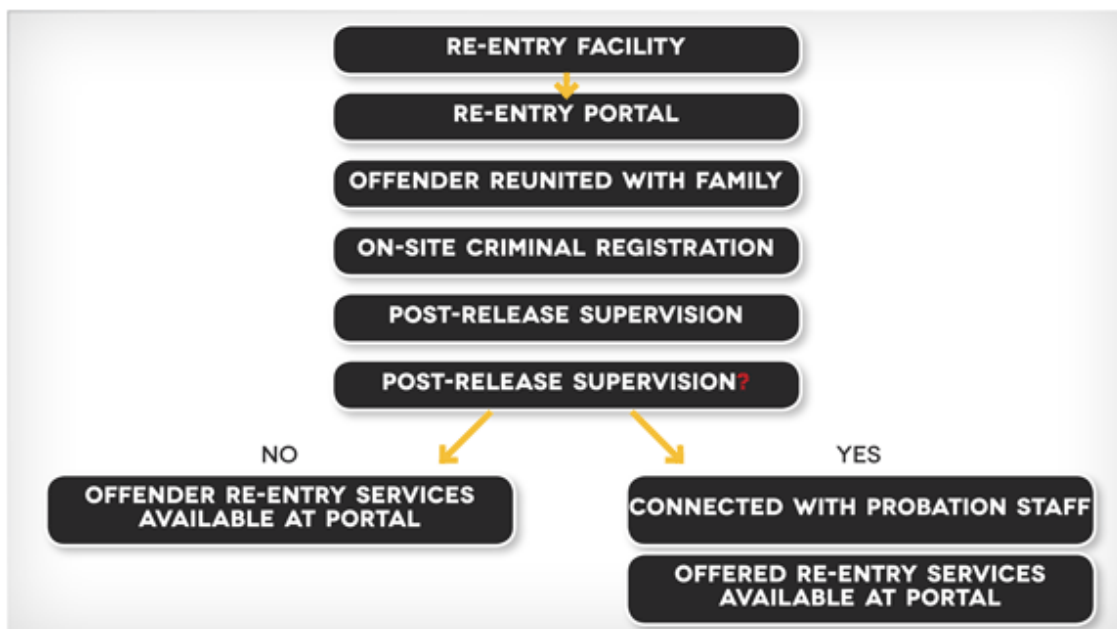 RE-ENTRY FACILITY
RE-ENTRY PORTAL
OFFENDER REUNITED WITH FAMILY
ON-SITE CRIMINAL REGISTRATION
POST-RELEASE SUPERVISION
POST-RELEASE SUPERVISION?
NO
OFFENDER RE-ENTRY SERVICES
AVAILABLE AT PORTAL
YES
CONNECTED WITH PROBATION STAFF
OFFERED RE-ENTRY SERVICES
AVAILABLE AT PORTAL